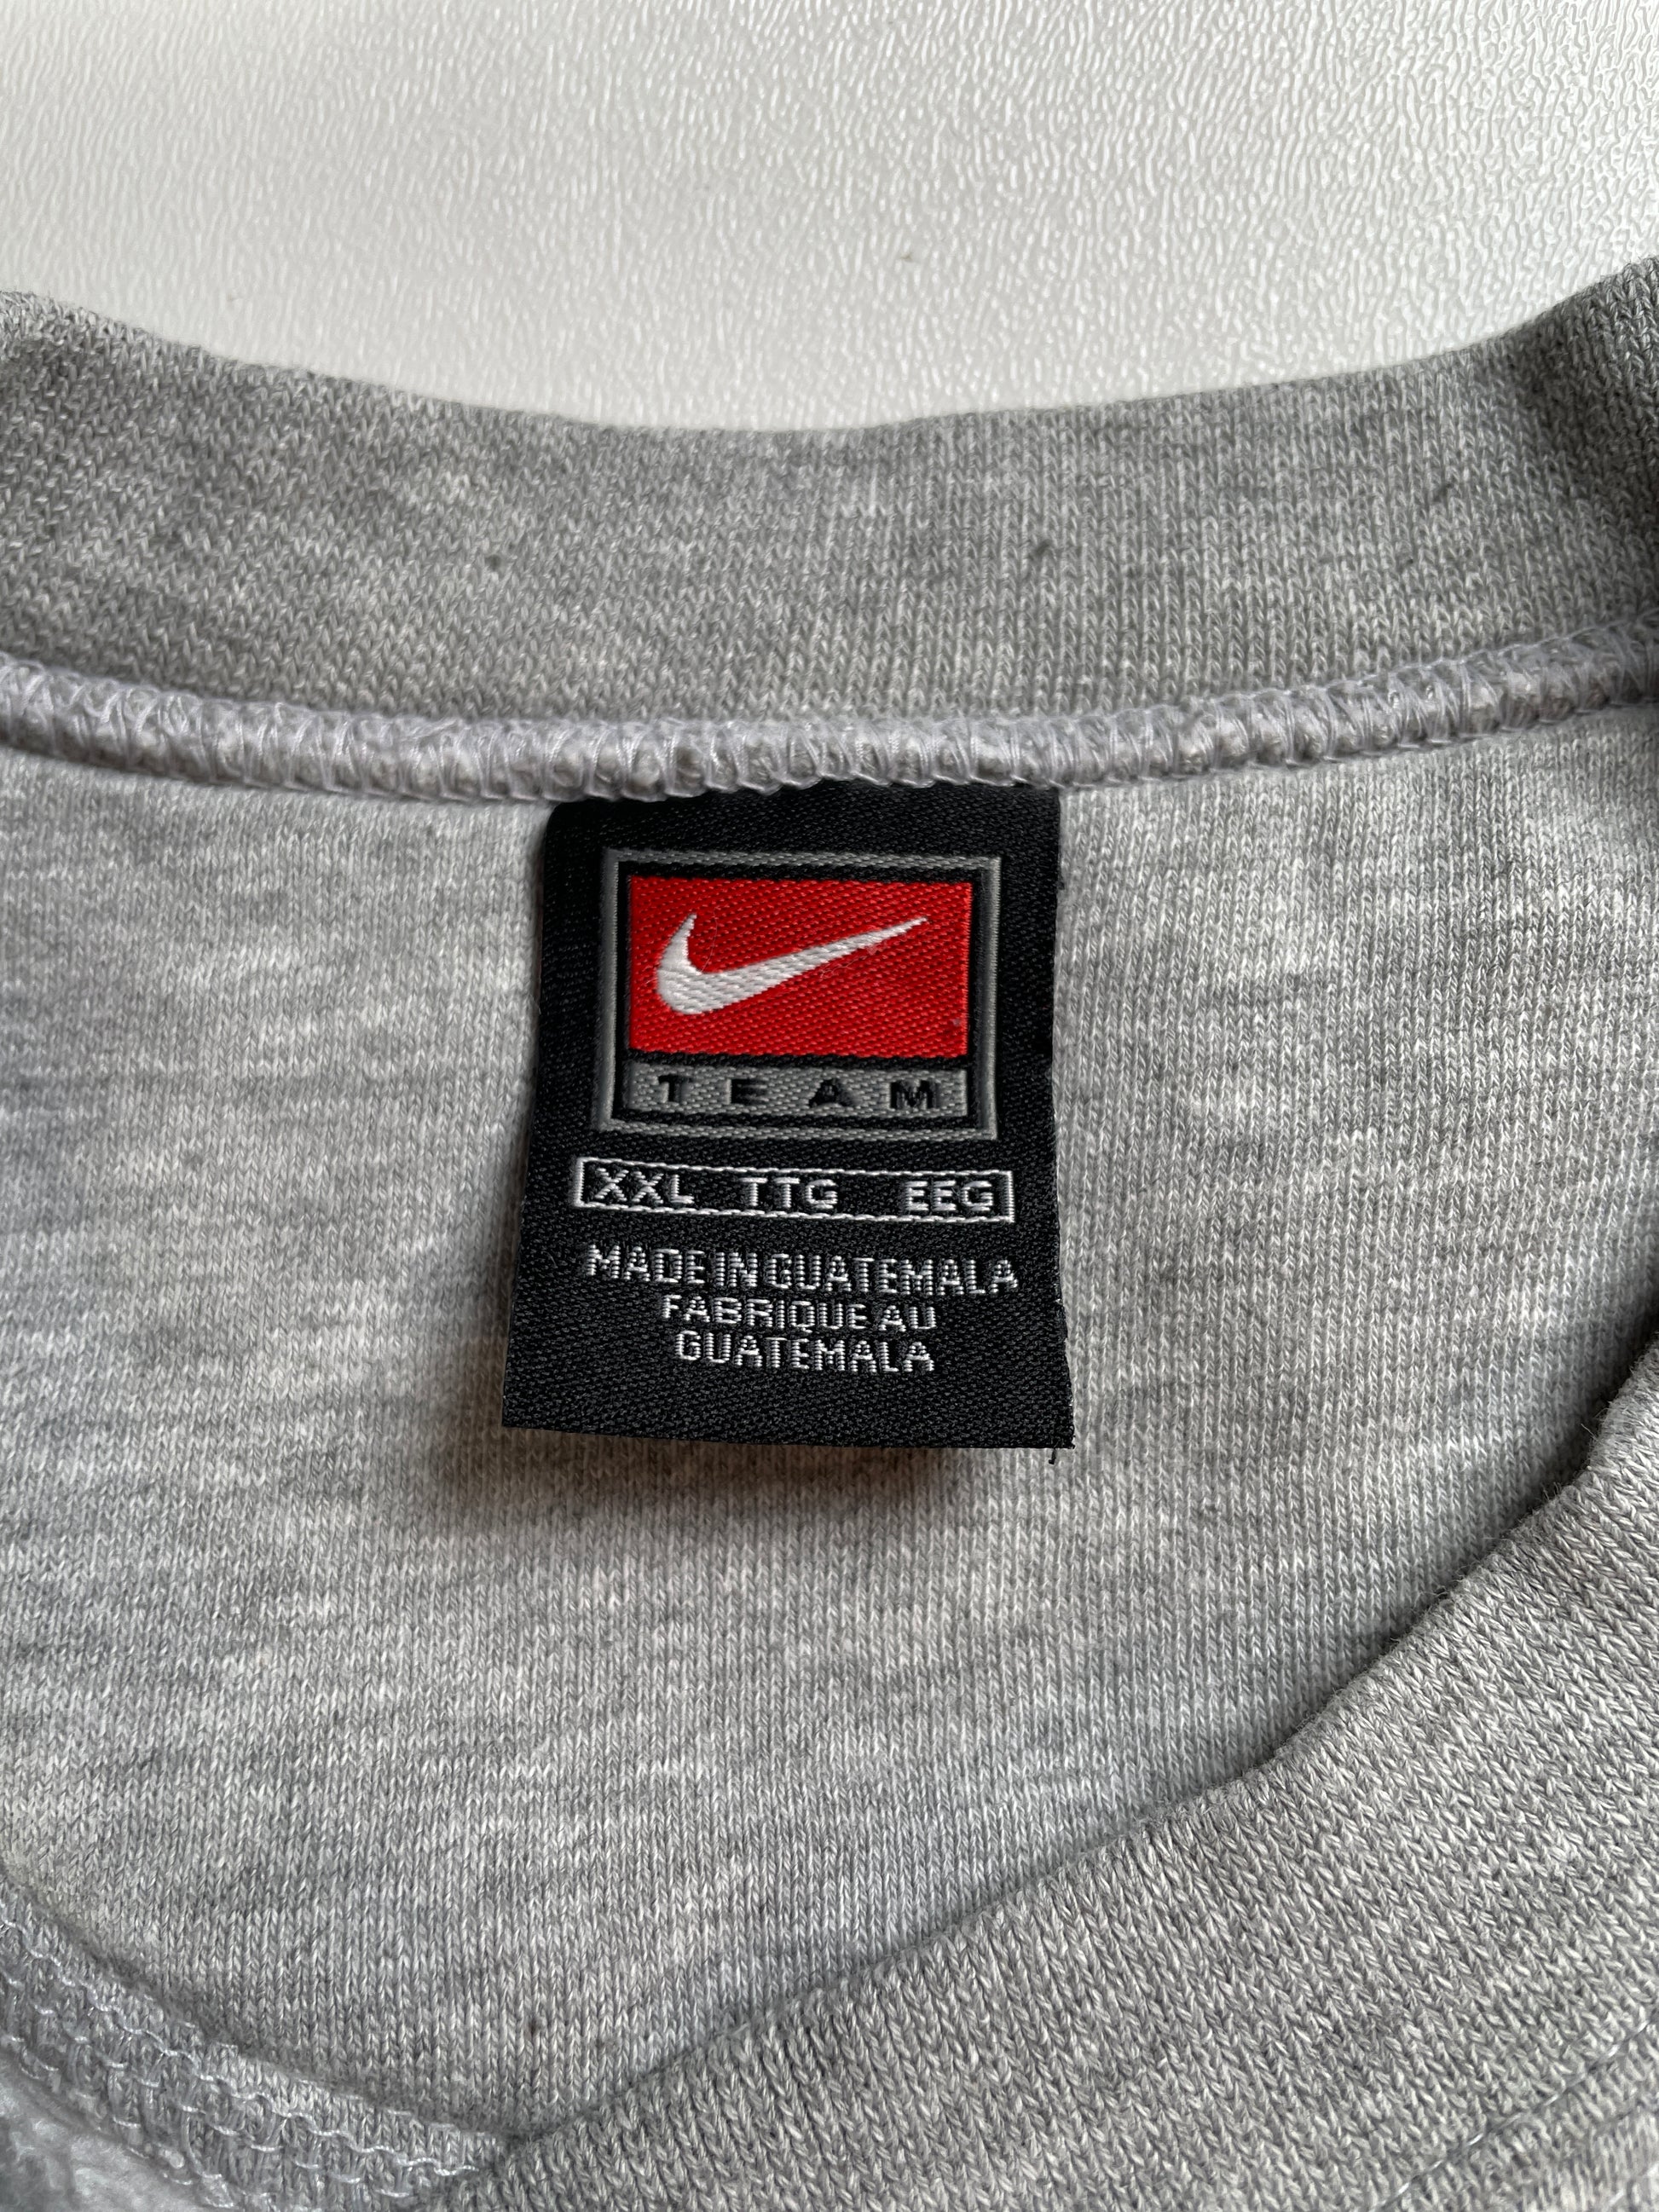 TEAM
XXL TTG EEG
MADE IN GUATEMALA
FABRIQUE AU
GUATEMALA